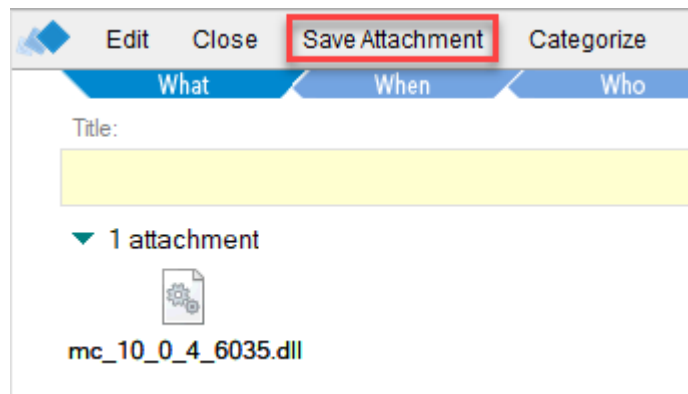 Edit Close Save Attachment Categorize
What When Who
Title:
1 attachment
mc_10_0_4_6035.dll